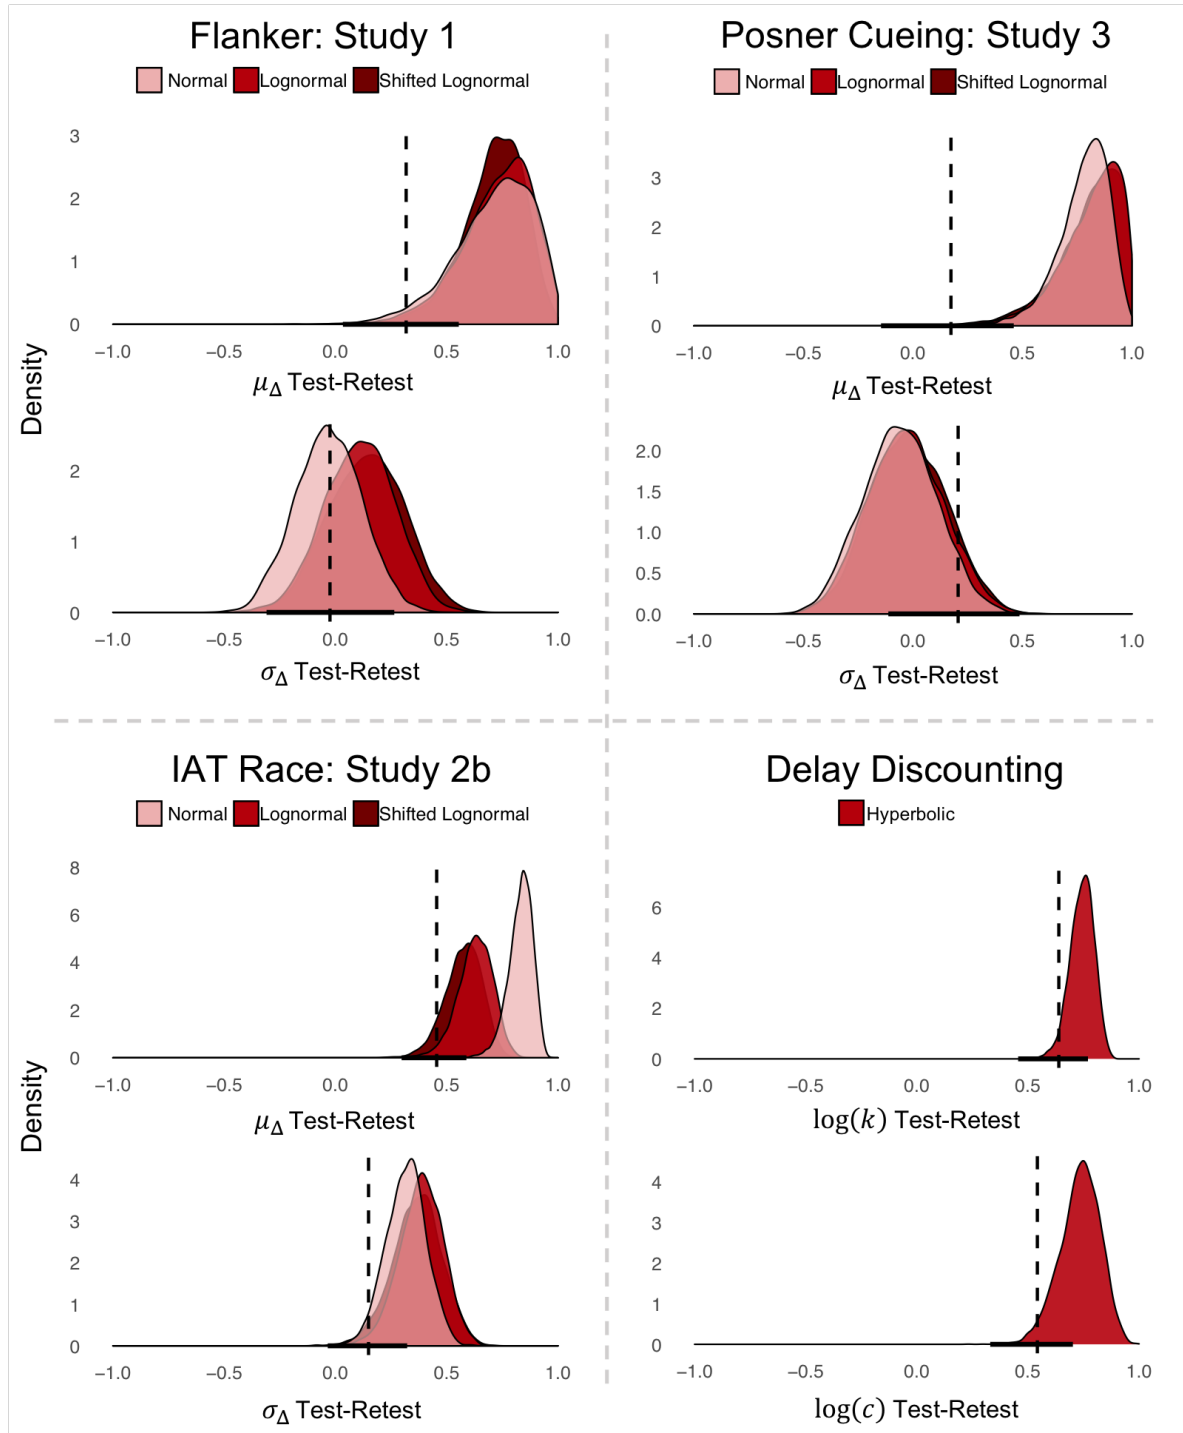 Flanker: Study 1
Normal Lognormal Shifted Lognormal
3
2
1
0
−1.0 −0.5 0.0 0.5 1.0
μΔ Test-Retest
Density
2
1
0
−1.0 −0.5 0.0 0.5 1.0
σΔ Test-Retest
Posner Cueing: Study 3
Normal Lognormal Shifted Lognormal
3
2
1
0
−1.0 −0.5 0.0 0.5 1.0
μΔ Test-Retest
2.0
1.5
1.0
0.5
0.0
−1.0 −0.5 0.0 0.5 1.0
σΔ Test-Retest
IAT Race: Study 2b
Normal Lognormal Shifted Lognormal
8
6
4
2
0
−1.0 −0.5 0.0 0.5 1.0
μΔ Test-Retest
Density
4
3
2
1
0
−1.0 −0.5 0.0 0.5 1.0
σΔ Test-Retest
Delay Discounting
Hyperbolic
6
4
2
0
−1.0 −0.5 0.0 0.5 1.0
log(k) Test-Retest
4
3
2
1
0
−1.0 −0.5 0.0 0.5 1.0
log(c) Test-Retest